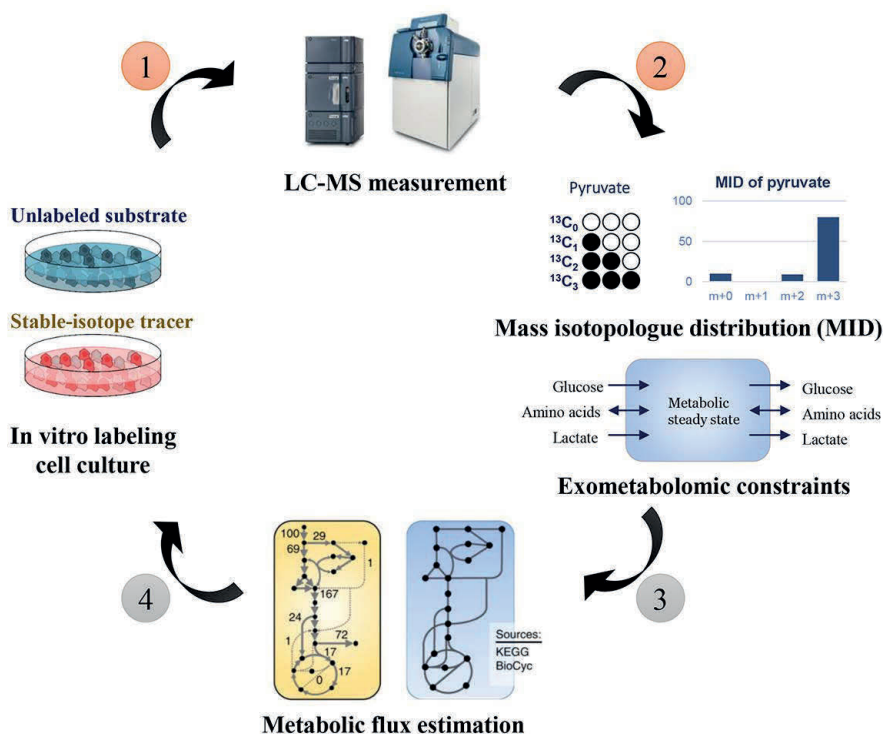 1
2
LC-MS measurement
Unlabeled substrate
Stable-isotope tracer
In vitro labeling
cell culture
Pyruvate
¹³C₀
¹³C₁
¹³C₂
¹³C₃
MID of pyruvate
100
50
0
m+0 m+1 m+2 m+3
Mass isotopologue distribution (MID)
Glucose
Amino acids
Lactate
Metabolic
steady state
Glucose
Amino acids
Lactate
Exometabolomic constraints
3
4
100
29
69
1
167
24
1
72
17
17
0
Sources:
KEGG
BioCyc
Metabolic flux estimation